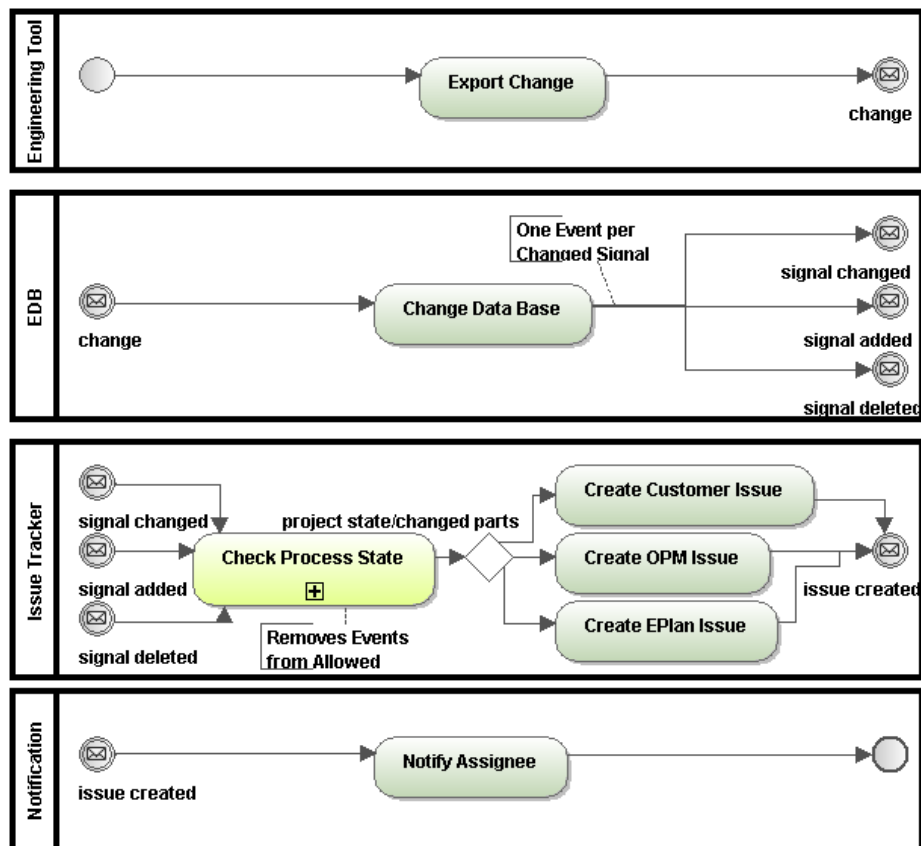 Engineering Tool
Export Change
change
EDB
One Event per
Changed Signal
Change Data Base
change
signal changed
signal added
signal deleted
Issue Tracker
signal changed
signal added
signal deleted
Check Process State
project state/changed parts
Removes Events
from Allowed
Create Customer Issue
Create OPM Issue
Create EPlan Issue
issue created
Notification
issue created
Notify Assignee